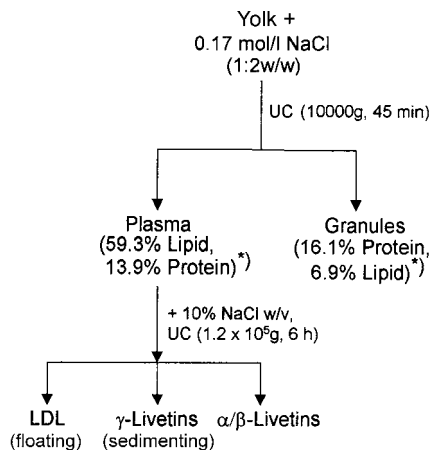 Yolk +
0.17 mol/l NaCl
(1:2w/w)
UC (10000g, 45 min)
Plasma
(59.3% Lipid,
13.9% Protein)*)
Granules
(16.1% Protein,
6.9% Lipid)*)
+ 10% NaCl w/v,
UC (1.2 x 10⁵g, 6 h)
LDL
(floating)
γ-Livetins
(sedimenting)
α/β-Livetins